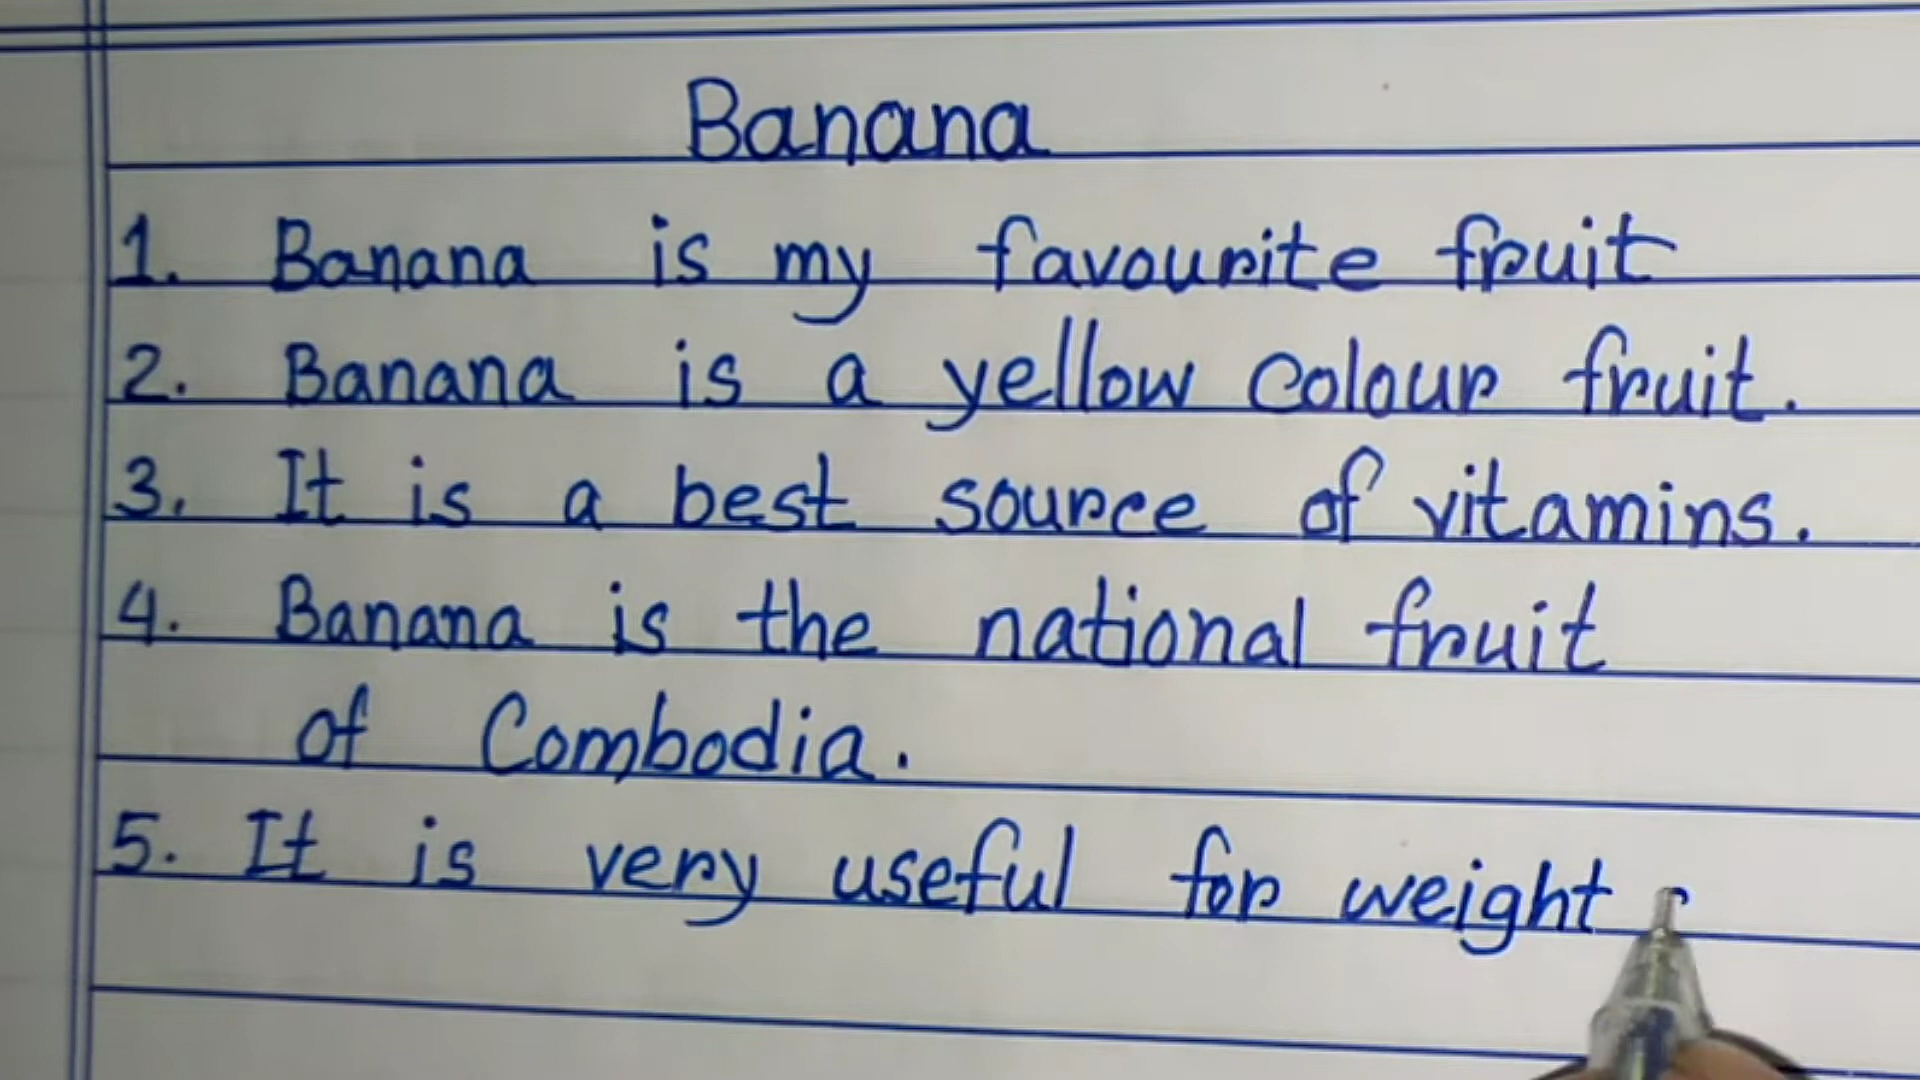 Banana
1. Banana is my favourite fruit
2. Banana is a yellow colour fruit.
3. It is a best source of vitamins.
4. Banana is the national fruit
of Combodia.
5. It is very useful for weight